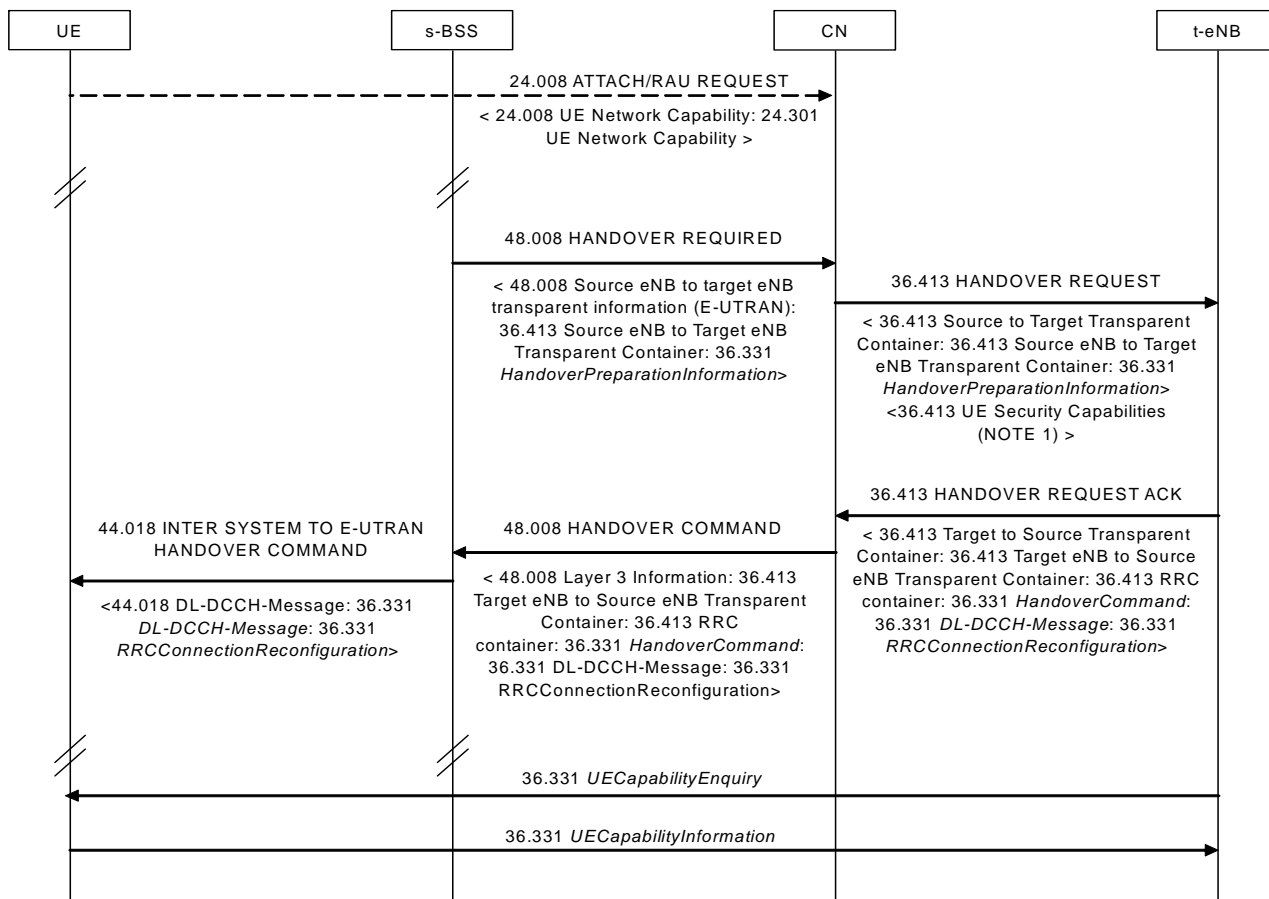 UE
s-BSS
CN
t-eNB
24.008 ATTACH/RAU REQUEST
< 24.008 UE Network Capability: 24.301
UE Network Capability >
48.008 HANDOVER REQUIRED
< 48.008 Source eNB to target eNB
transparent information (E-UTRAN):
36.413 Source eNB to Target eNB
Transparent Container: 36.331
HandoverPreparationInformation>
36.413 HANDOVER REQUEST
< 36.413 Source to Target Transparent
Container: 36.413 Source eNB to Target
eNB Transparent Container: 36.331
HandoverPreparationInformation>
<36.413 UE Security Capabilities
(NOTE 1) >
36.413 HANDOVER REQUEST ACK
< 36.413 Target to Source Transparent
Container: 36.413 Target eNB to Source
eNB Transparent Container: 36.413 RRC
container: 36.331 HandoverCommand:
36.331 DL-DCCH-Message: 36.331
RRCConnectionReconfiguration>
48.008 HANDOVER COMMAND
< 48.008 Layer 3 Information: 36.413
Target eNB to Source eNB Transparent
Container: 36.413 RRC
container: 36.331 HandoverCommand:
36.331 DL-DCCH-Message: 36.331
RRCConnectionReconfiguration>
44.018 INTER SYSTEM TO E-UTRAN
HANDOVER COMMAND
<44.018 DL-DCCH-Message: 36.331
DL-DCCH-Message: 36.331
RRCConnectionReconfiguration>
36.331 UECapabilityEnquiry
36.331 UECapabilityInformation